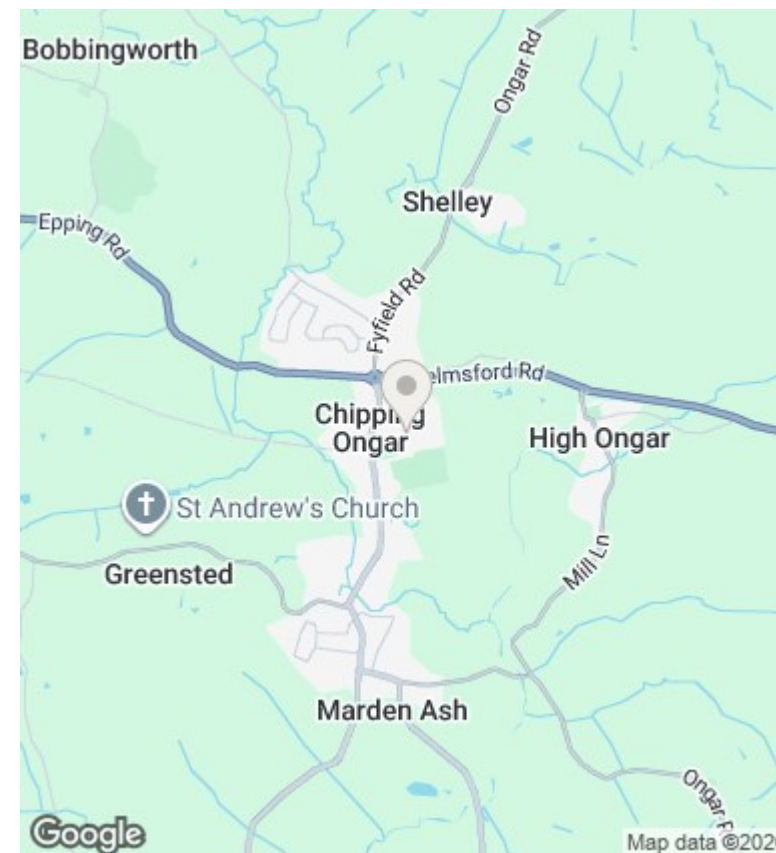 Bobbingworth
Ongar Rd
Shelley
Epping Rd
Fyfield Rd
elmsford Rd
Chipping
Ongar
High Ongar
St Andrew's Church
Mill Ln
Greensted
Marden Ash
Ongar
Google
Map data ©202